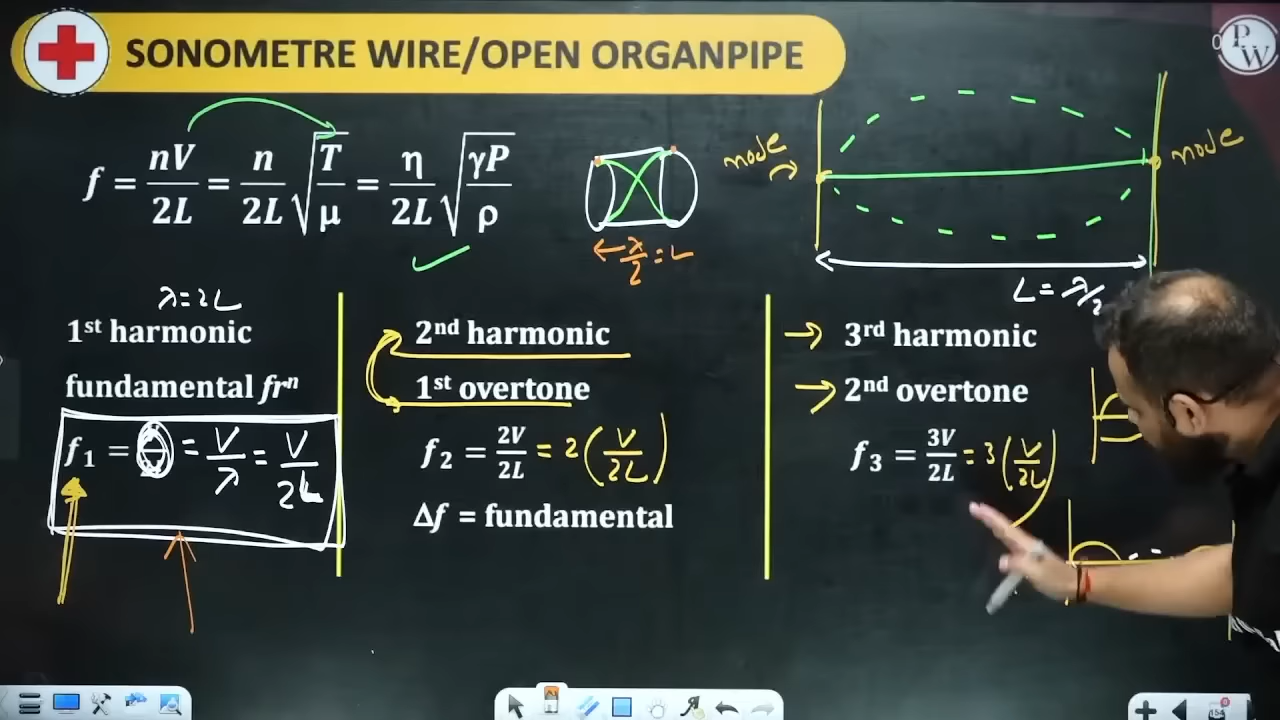 SONOMETRE WIRE/OPEN ORGANPIPE
PW
f = nV/2L = n/2L √(T/μ) = η/2L √(γP/ρ)
node
node
λ/2 = L
L = λ/2
λ = 2L
1st harmonic
fundamental frⁿ
f₁ = = V/λ = V/2L
2nd harmonic
1st overtone
f₂ = 2V/2L = 2(V/2L)
Δf = fundamental
3rd harmonic
2nd overtone
f₃ = 3V/2L = 3(V/2L)